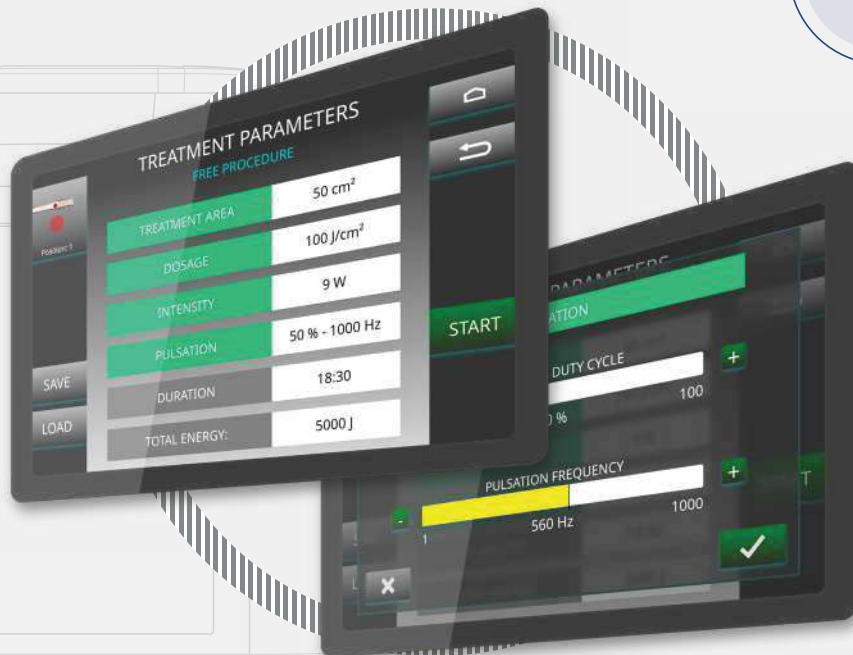 TREATMENT PARAMETERS
FREE PROCEDURE
TREATMENT AREA 50 cm²
DOSAGE 100 J/cm²
INTENSITY 9 W
PULSATION 50 % - 1000 Hz
DURATION 18:30
TOTAL ENERGY: 5000 J
SAVE
LOAD
START
PARAMETERS
DUTY CYCLE
+
100
PULSATION FREQUENCY
-
+
1
560 Hz
1000